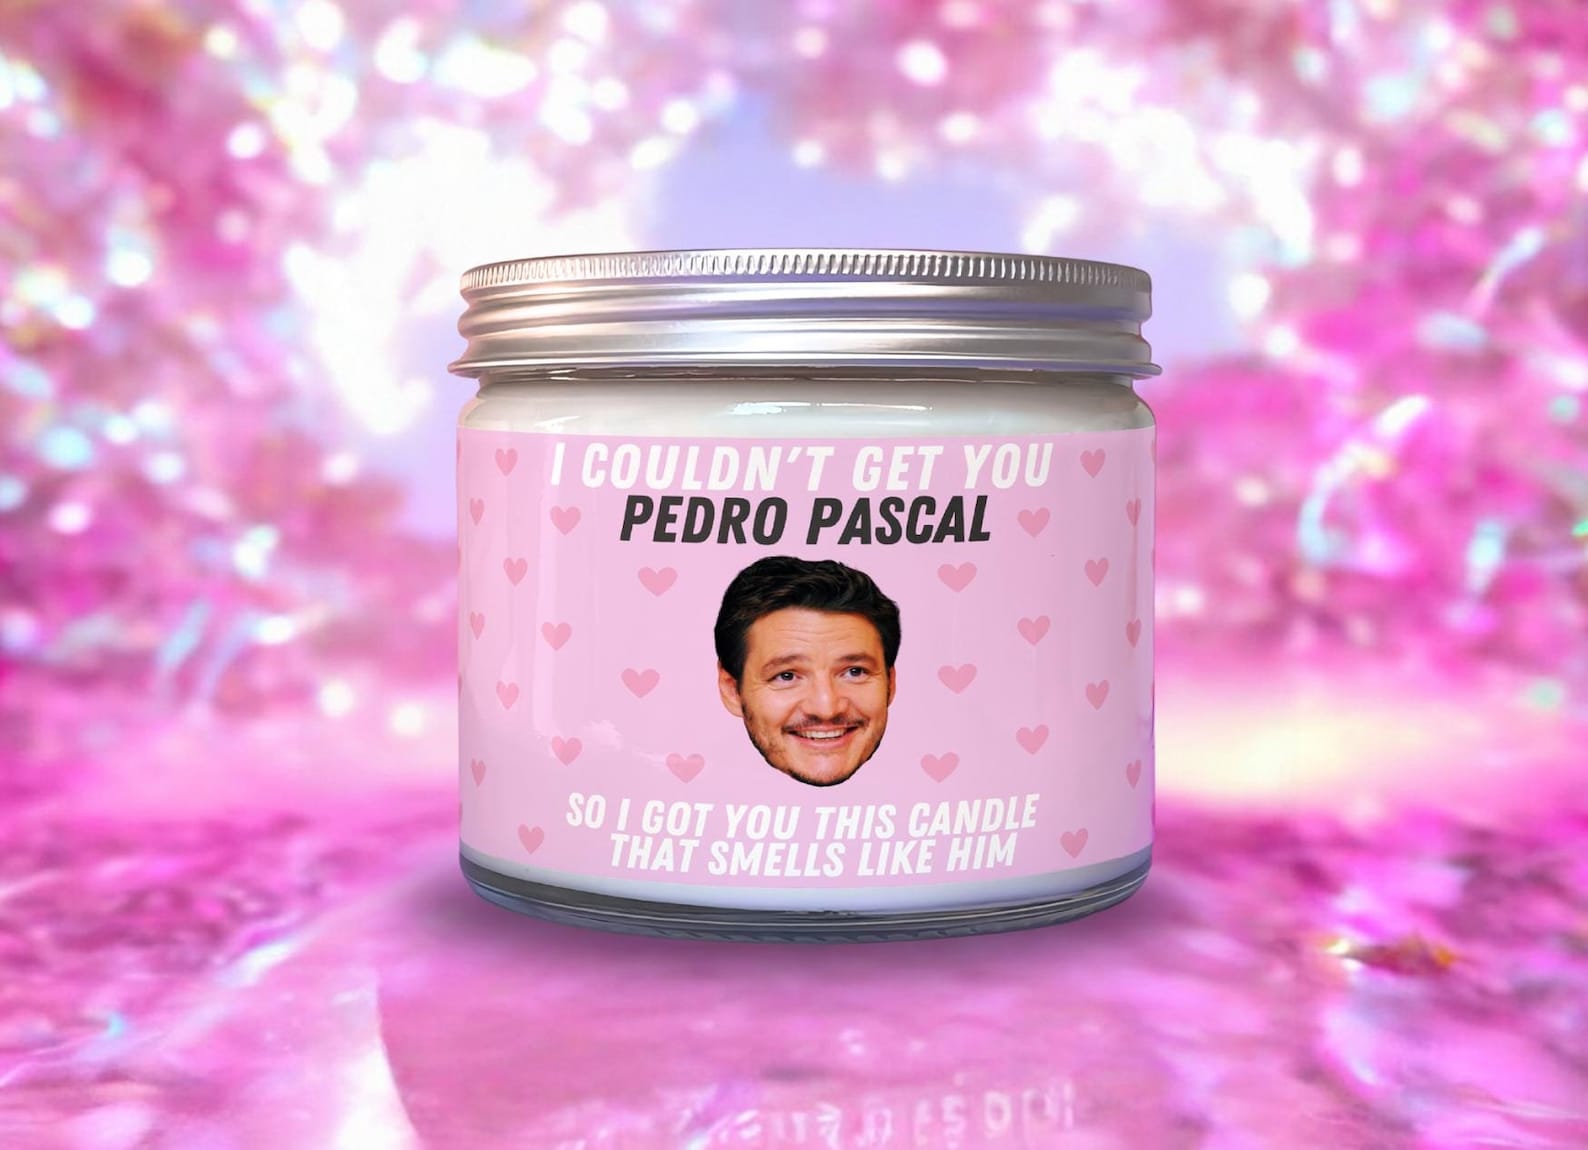 I COULDN'T GET YOU
PEDRO PASCAL
SO I GOT YOU THIS CANDLE
THAT SMELLS LIKE HIM